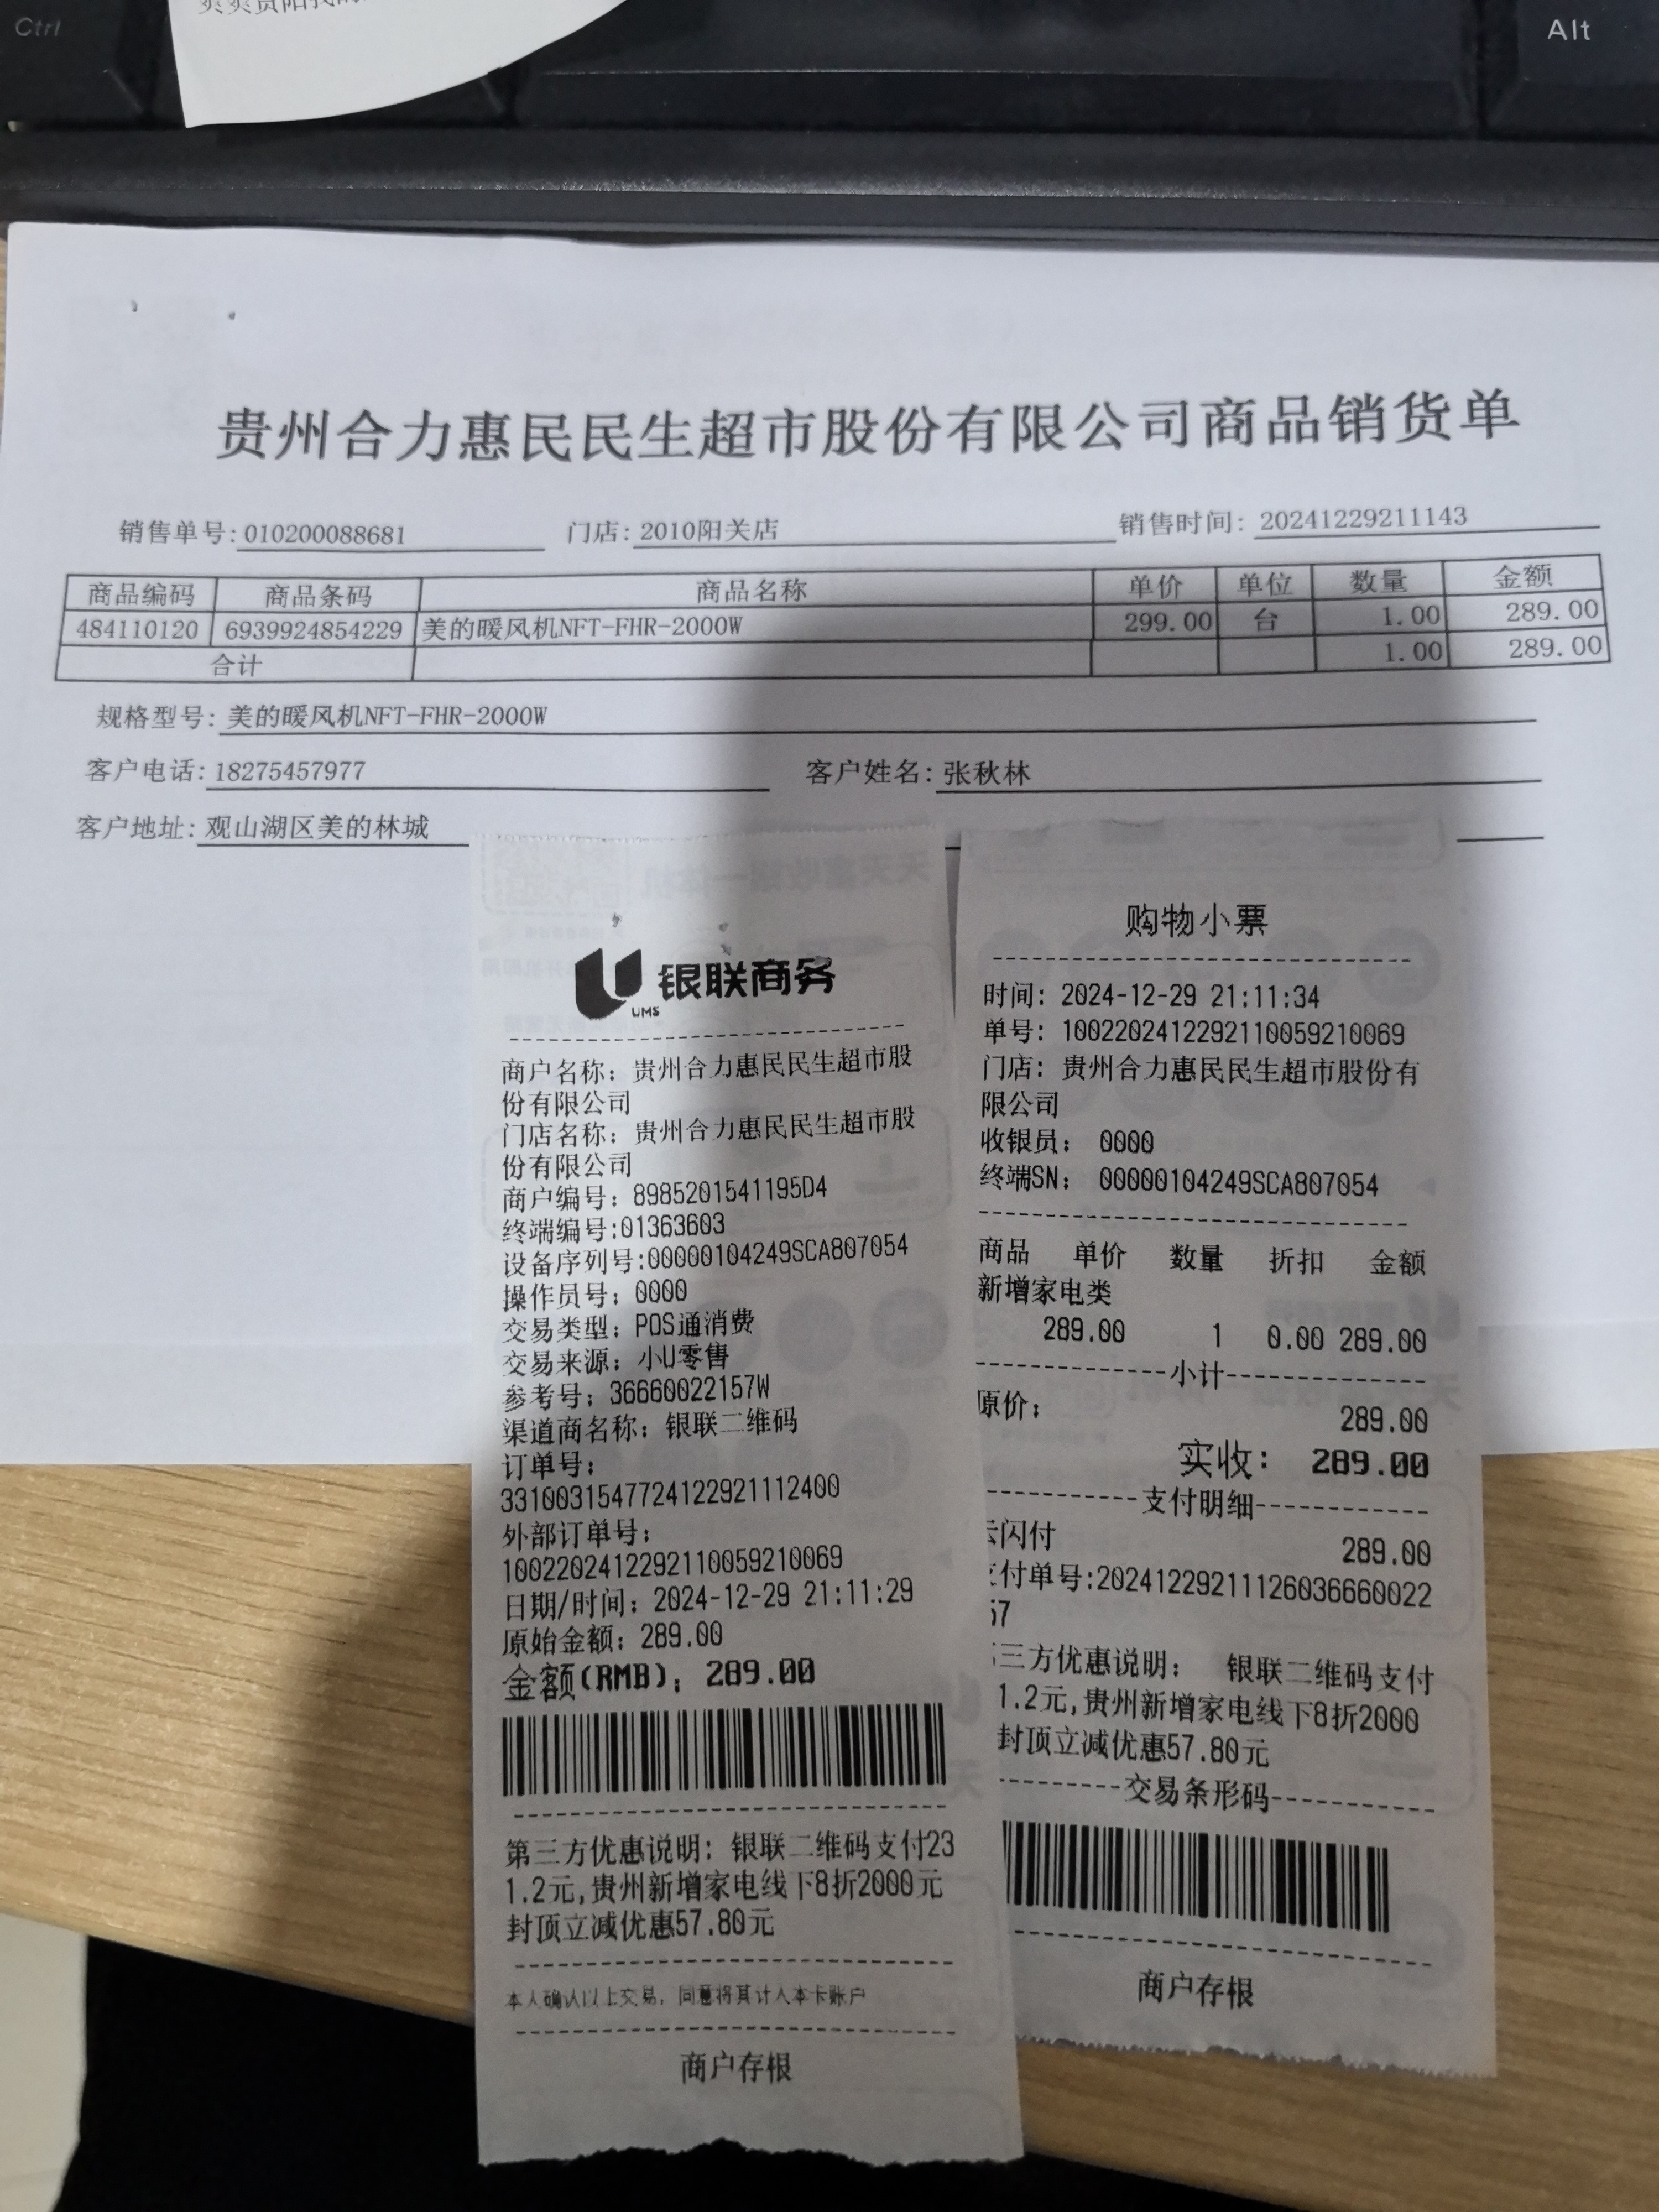 Ctrl
Alt
贵州合力惠民民生超市股份有限公司商品销货单
销售单号:010200088681 门店:2010阳关店 销售时间:20241229211143
商品编码 商品条码 商品名称 单价 单位 数量 金额
484110120 6939924854229 美的暖风机NFT-FHR-2000W 299.00 台 1.00 289.00
合计 1.00 289.00
规格型号:美的暖风机NFT-FHR-2000W
客户电话:18275457977 客户姓名:张秋林
客户地址:观山湖区美的林城
银联商务
UMS
商户名称：贵州合力惠民民生超市股
份有限公司
门店名称：贵州合力惠民民生超市股
份有限公司
商户编号：8985201541195D4
终端编号:01363603
设备序列号:00000104249SCA807054
操作员号：0000
交易类型：POS通消费
交易来源：小U零售
参考号：36660022157W
渠道商名称：银联二维码
订单号：
33100315477241229211​12400
外部订单号：
10022024122921100592​10069
日期/时间：2024-12-29 21:11:29
原始金额：289.00
金额(RMB)：289.00
第三方优惠说明：银联二维码支付23
1.2元,贵州新增家电线下8折2000元
封顶立减优惠57.80元
本人确认以上交易，同意将其计入本卡账户
商户存根
购物小票
时间：2024-12-29 21:11:34
单号：10022024122921100592​10069
门店：贵州合力惠民民生超市股份有
限公司
收银员： 0000
终端SN： 00000104249SCA807054
商品 单价 数量 折扣 金额
新增家电类
289.00 1 0.00 289.00
小计
原价： 289.00
实收： 289.00
支付明细
云闪付 289.00
付单号:20241229211126036660022
57
三方优惠说明： 银联二维码支付
1.2元,贵州新增家电线下8折2000
封顶立减优惠57.80元
交易条形码
商户存根